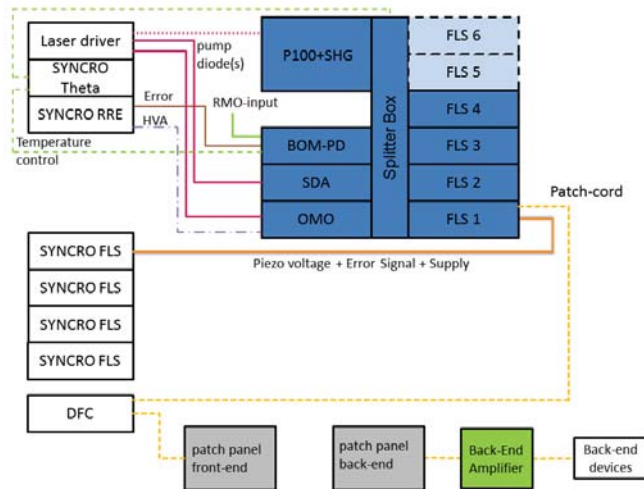 Laser driver
SYNCRO
Theta
SYNCRO RRE
pump
diode(s)
Error
RMO-input
HVA
Temperature
control
P100+SHG
BOM-PD
SDA
OMO
Splitter Box
FLS 6
FLS 5
FLS 4
FLS 3
FLS 2
FLS 1
Patch-cord
Piezo voltage + Error Signal + Supply
SYNCRO FLS
SYNCRO FLS
SYNCRO FLS
SYNCRO FLS
DFC
patch panel
front-end
patch panel
back-end
Back-End
Amplifier
Back-end
devices